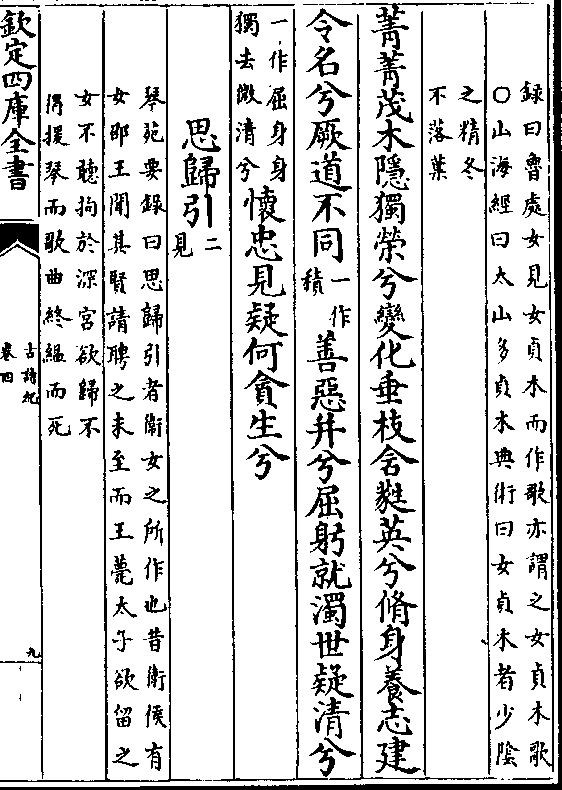 録曰魯處女見女貞木而作歌亦謂之女貞木歌
○山海經曰太山多貞木典術曰女貞木者少陰
之精冬
不落葉
菁菁茂木隱獨榮兮變化垂枝含蕤英兮脩身養志建
令名兮厥道不同
一作
積
善惡并兮屈躬就濁世疑清兮
一作屈身身
獨去微清兮
懷忠見疑何貪生兮
思歸引
二
見
琴苑要録曰思歸引者衛女之所作也昔衛侯有
女邵王聞其賢請聘之未至而王薨太子欲留之
女不聽拘於深宮欲歸不
得援琴而歌曲終縊而死
欽定四庫全書
古詩紀
卷四
九